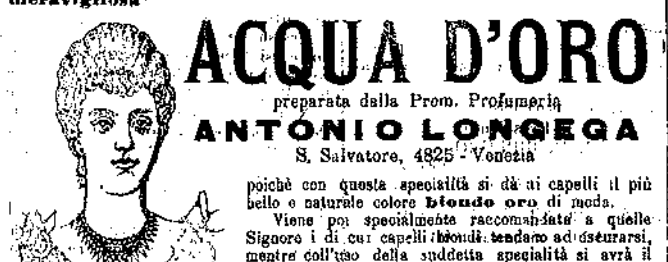 meravigliosa
ACQUA D'ORO
preparata dalla Prem. Profumeria
ANTONIO LONGEGA
S. Salvatore, 4825 - Venezia
poichè con questa specialità si dà ai capelli il più
bello e naturale colore biondo oro di moda.
Viene poi specialmente raccomandata a quelle
Signore i di cui capelli biondi tendano ad oscurarsi,
mentre coll'uso della suddetta specialità si avrà il